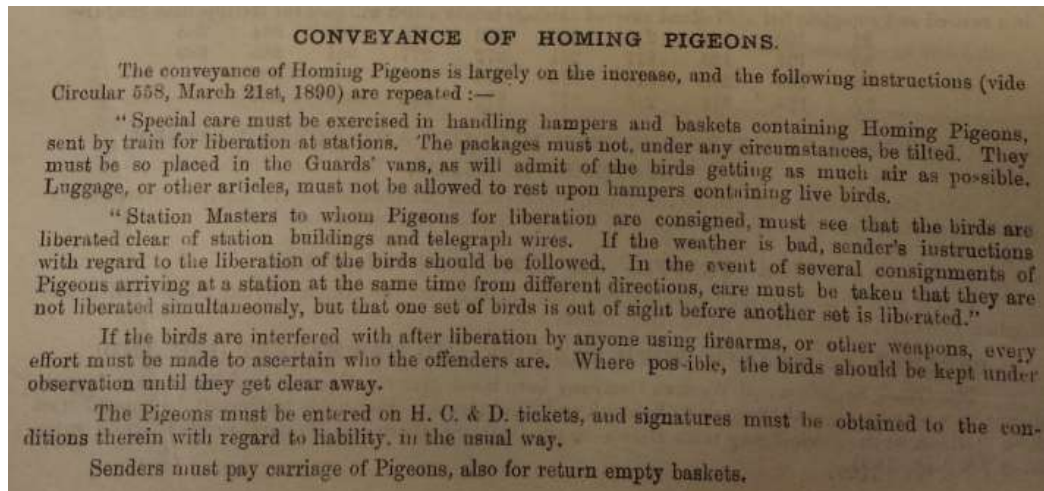 CONVEYANCE OF HOMING PIGEONS.
The conveyance of Homing Pigeons is largely on the increase, and the following instructions (vide
Circular 558, March 21st, 1890) are repeated :—
"Special care must be exercised in handling hampers and baskets containing Homing Pigeons,
sent by train for liberation at stations. The packages must not, under any circumstances, be tilted. They
must be so placed in the Guards' vans, as will admit of the birds getting as much air as possible.
Luggage, or other articles, must not be allowed to rest upon hampers containing live birds.
"Station Masters to whom Pigeons for liberation are consigned, must see that the birds are
liberated clear of station buildings and telegraph wires. If the weather is bad, sender's instructions
with regard to the liberation of the birds should be followed. In the event of several consignments of
Pigeons arriving at a station at the same time from different directions, care must be taken that they are
not liberated simultaneously, but that one set of birds is out of sight before another set is liberated."
If the birds are interfered with after liberation by anyone using firearms, or other weapons, every
effort must be made to ascertain who the offenders are. Where pos-ible, the birds should be kept under
observation until they get clear away.
The Pigeons must be entered on H. C. & D. tickets, and signatures must be obtained to the con-
ditions therein with regard to liability, in the usual way.
Senders must pay carriage of Pigeons, also for return empty baskets.